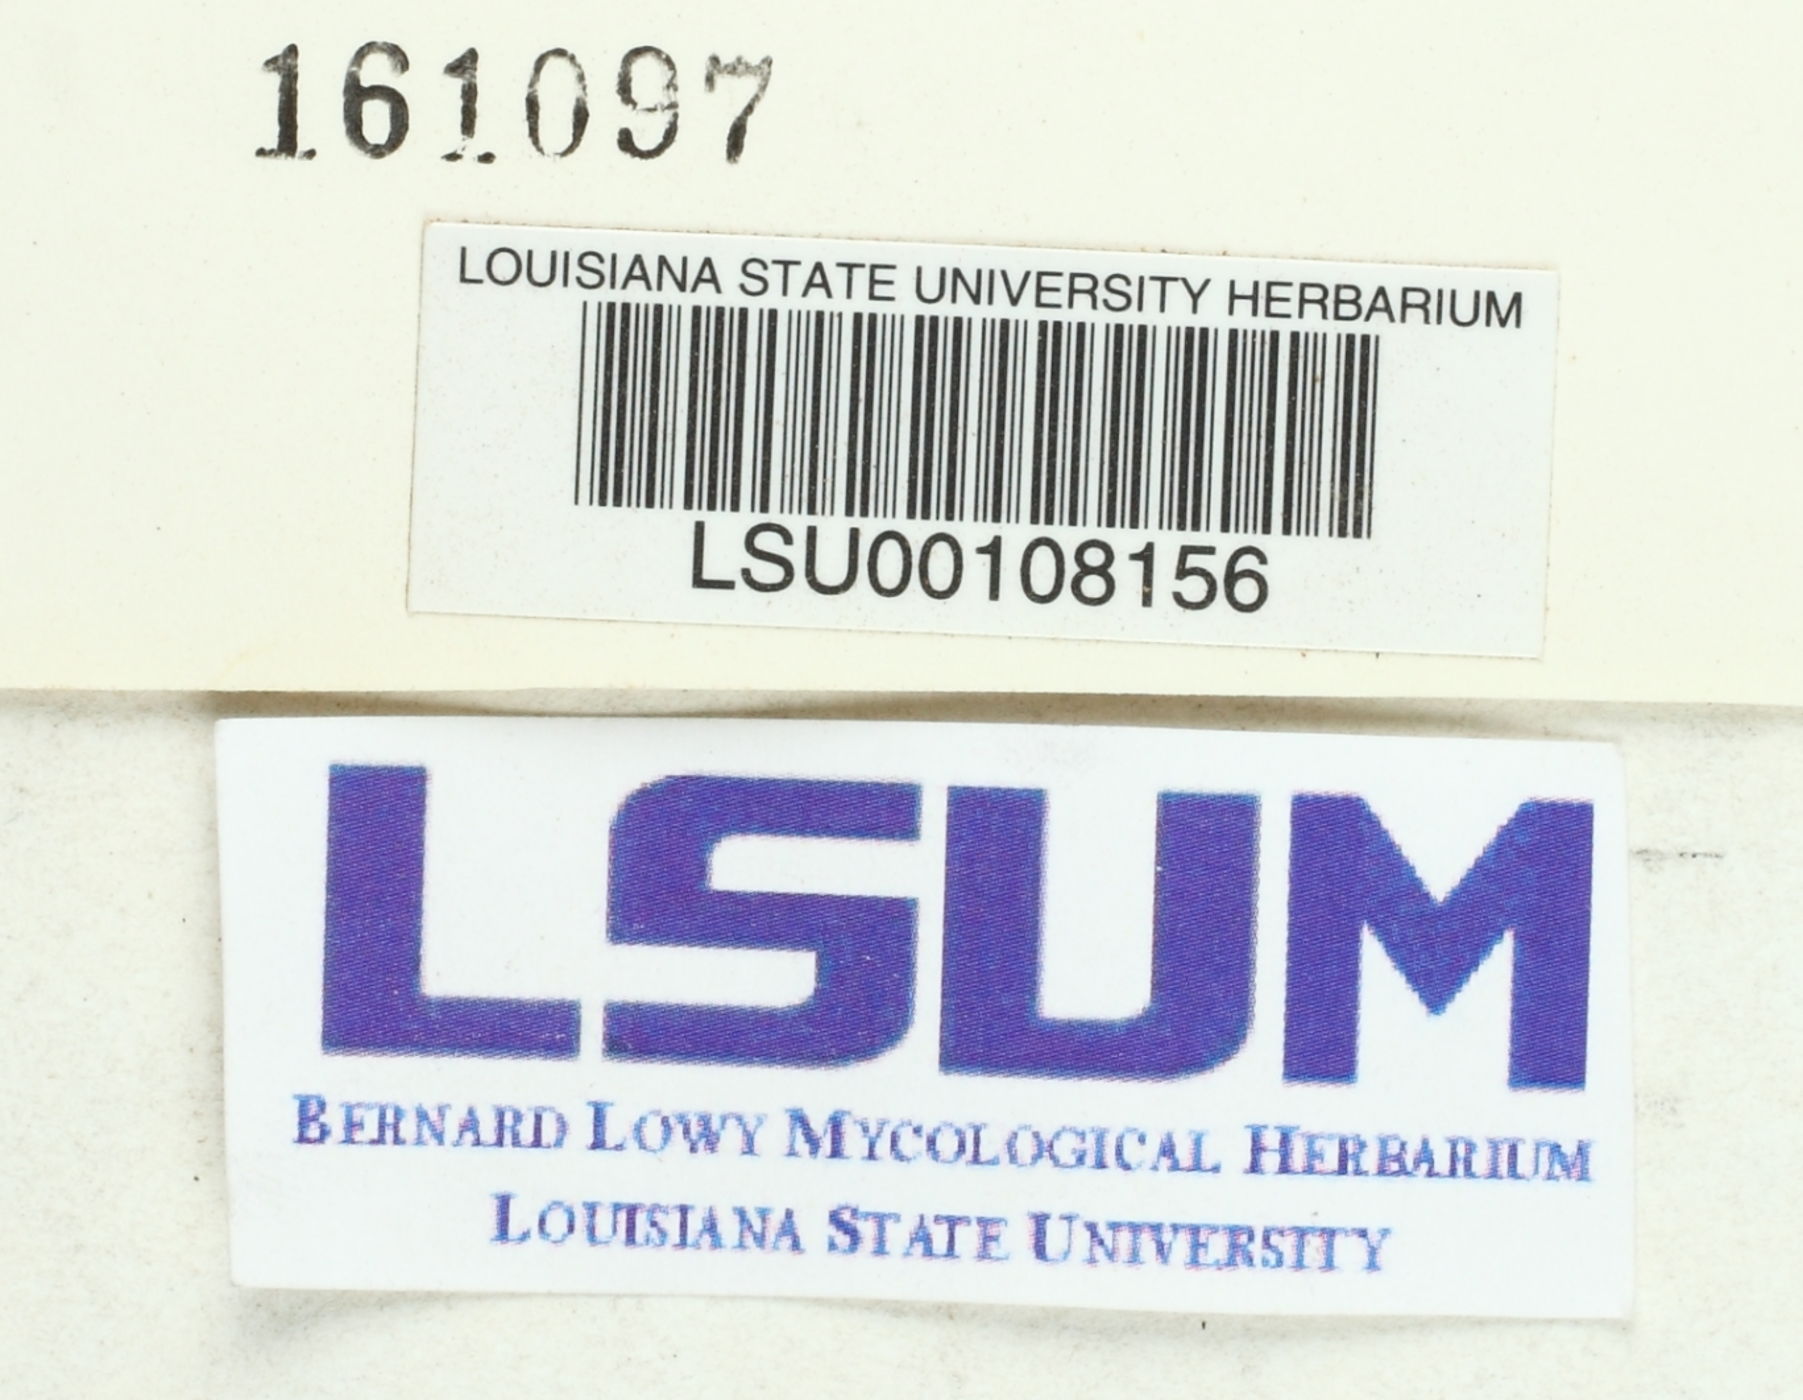 161097
LOUISIANA STATE UNIVERSITY HERBARIUM
LSU00108156
LSUM
BERNARD LOWY MYCOLOGICAL HERBARIUM
LOUISIANA STATE UNIVERSITY